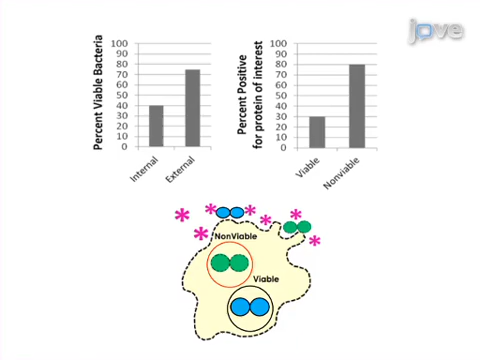 jove
Percent Viable Bacteria
100
90
80
70
60
50
40
30
20
10
0
Internal
External
Percent Positive
for protein of interest
100
90
80
70
60
50
40
30
20
10
0
Viable
Nonviable
NonViable
Viable